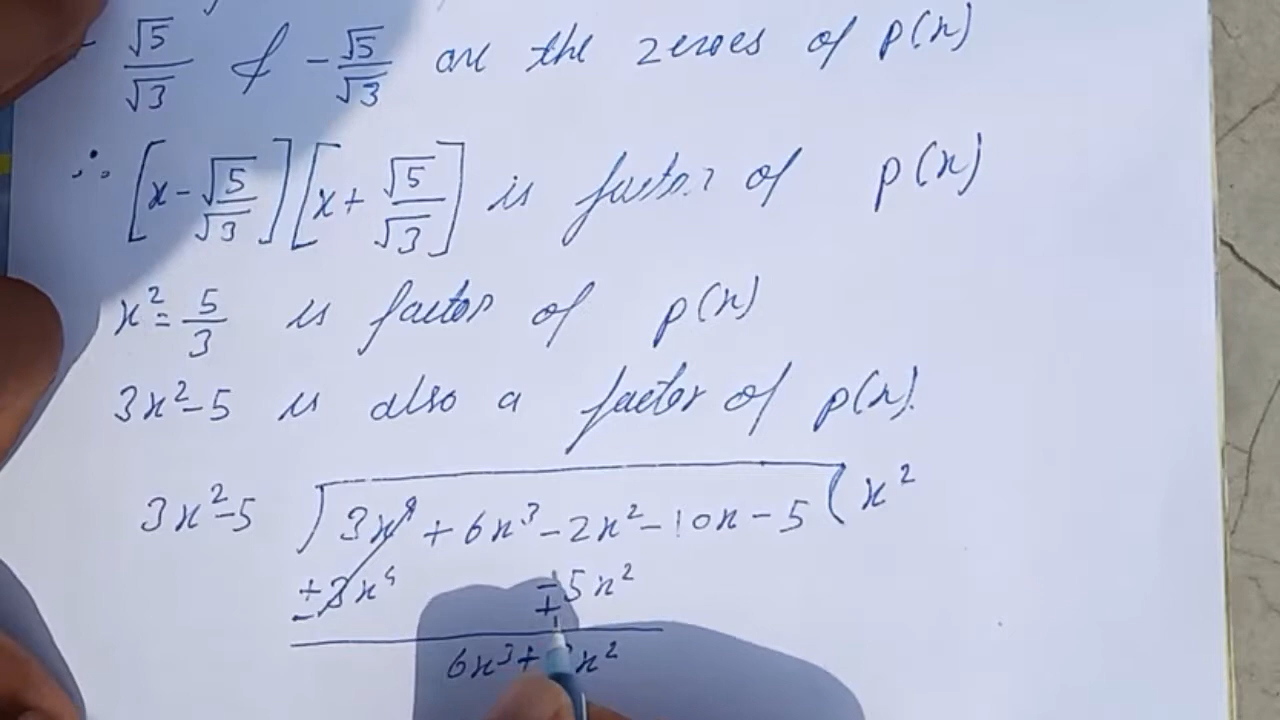 √5/√3 & -√5/√3 are the zeroes of p(x)
∴ [x-√5/√3][x+√5/√3] is factor of p(x)
x²-5/3 is factor of p(x)
3x²-5 is also a factor of p(x).
3x²-5 ) 3x⁴ + 6x³ - 2x² - 10x - 5 ( x²
± 3x⁴ ∓ 5x²
6x³ + x²